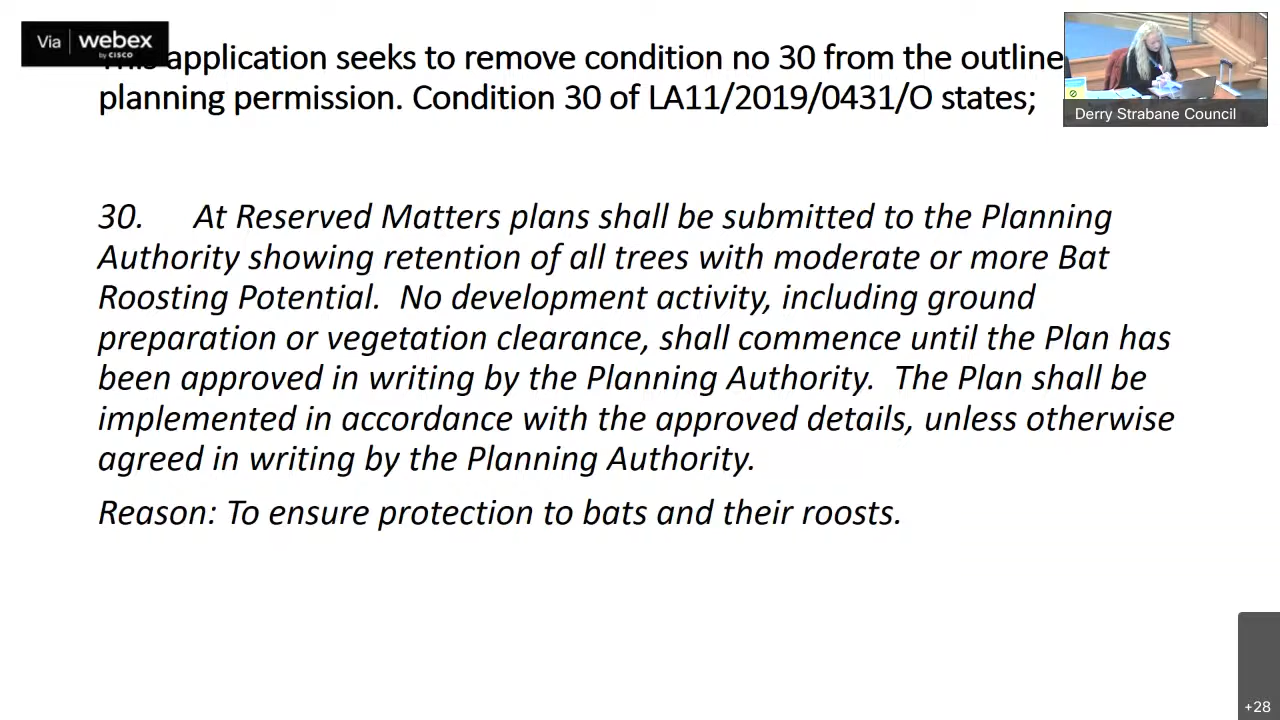 Via webex
by CISCO
This application seeks to remove condition no 30 from the outline
planning permission. Condition 30 of LA11/2019/0431/O states;
Derry Strabane Council
30. At Reserved Matters plans shall be submitted to the Planning
Authority showing retention of all trees with moderate or more Bat
Roosting Potential. No development activity, including ground
preparation or vegetation clearance, shall commence until the Plan has
been approved in writing by the Planning Authority. The Plan shall be
implemented in accordance with the approved details, unless otherwise
agreed in writing by the Planning Authority.
Reason: To ensure protection to bats and their roosts.
+28